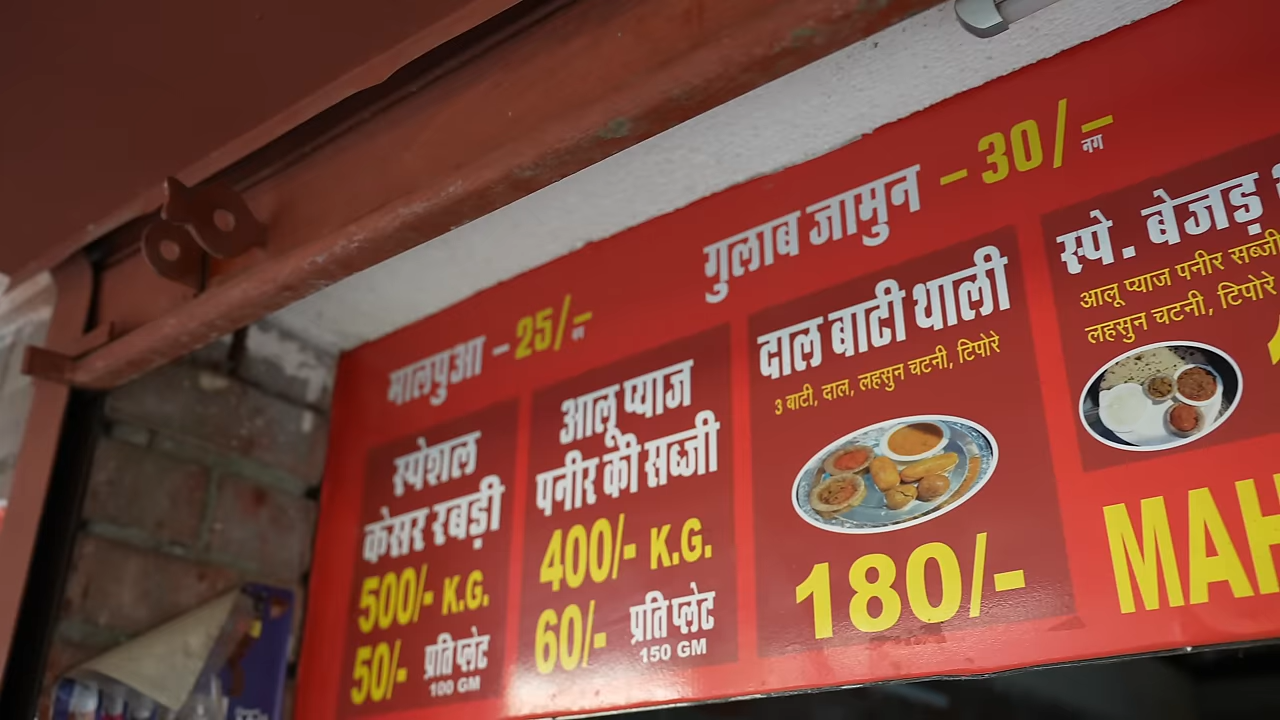 मालपुआ - 25/- नग
गुलाब जामुन - 30/- नग
स्पेशल
केसर रबड़ी
500/- K.G.
50/- प्रति प्लेट
100 GM
आलू प्याज
पनीर की सब्जी
400/- K.G.
60/- प्रति प्लेट
150 GM
दाल बाटी थाली
3 बाटी, दाल, लहसुन चटनी, टिपोरे
180/-
स्पे. बेजड़
आलू प्याज पनीर सब्जी
लहसुन चटनी, टिपोरे
MAH